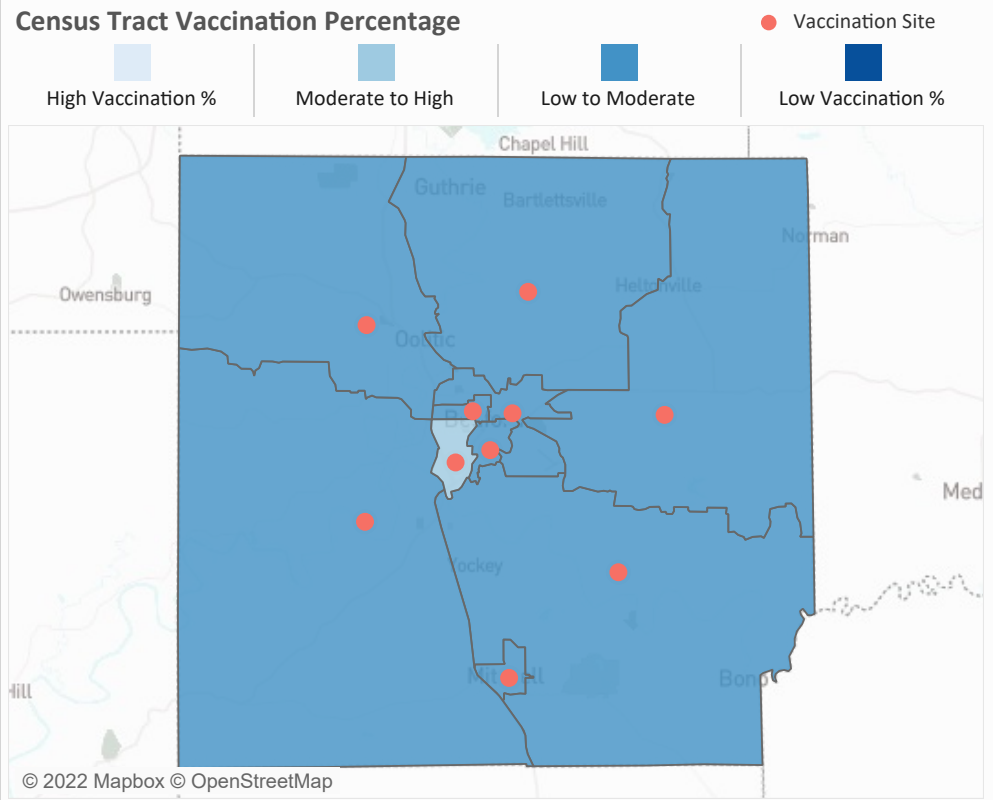 Census Tract Vaccination Percentage
Vaccination Site
High Vaccination %
Moderate to High
Low to Moderate
Low Vaccination %
Chapel Hill
Guthrie
Bartlettsville
Norman
Heltonville
Owensburg
Oolitic
Med
Yockey
Bono
© 2022 Mapbox © OpenStreetMap